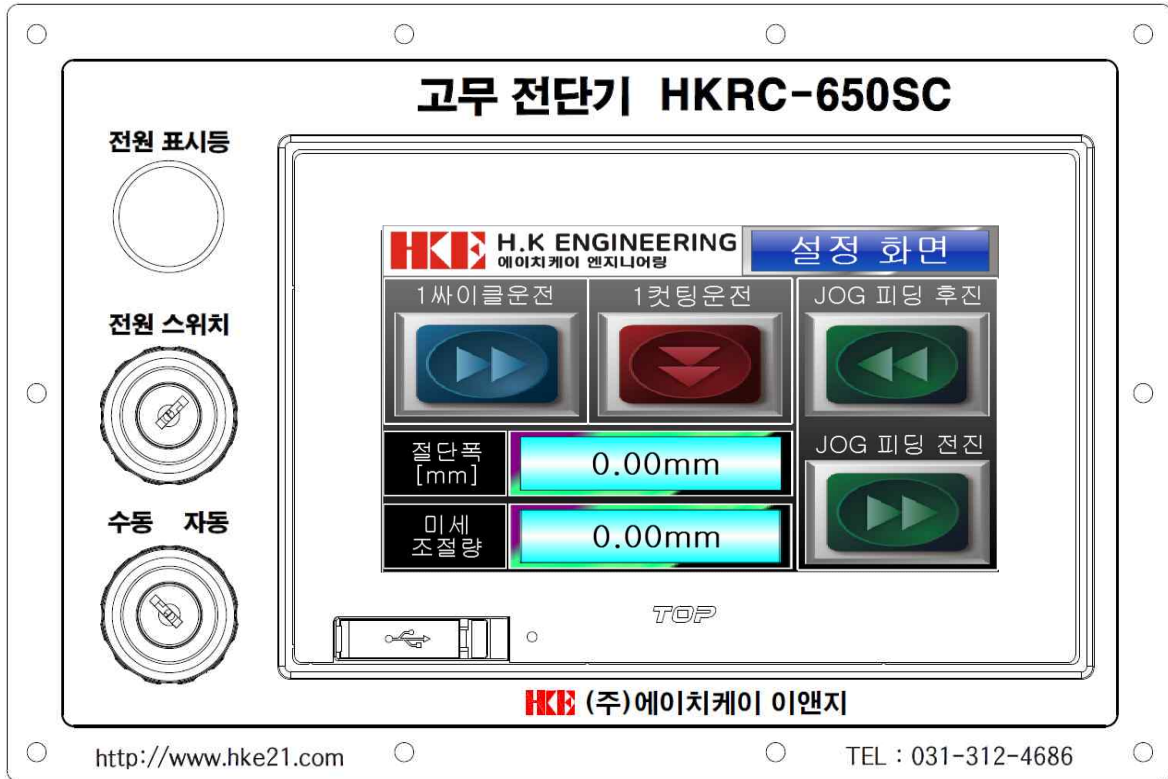 고무 전단기 HKRC-650SC
전원 표시등
전원 스위치
수동 자동
HKE H.K ENGINEERING
에이치케이 엔지니어링
설정 화면
1싸이클운전
1컷팅운전
JOG 피딩 후진
절단폭
[mm]
0.00mm
JOG 피딩 전진
미세
조절량
0.00mm
TOP
HKE (주)에이치케이 이앤지
http://www.hke21.com
TEL : 031-312-4686